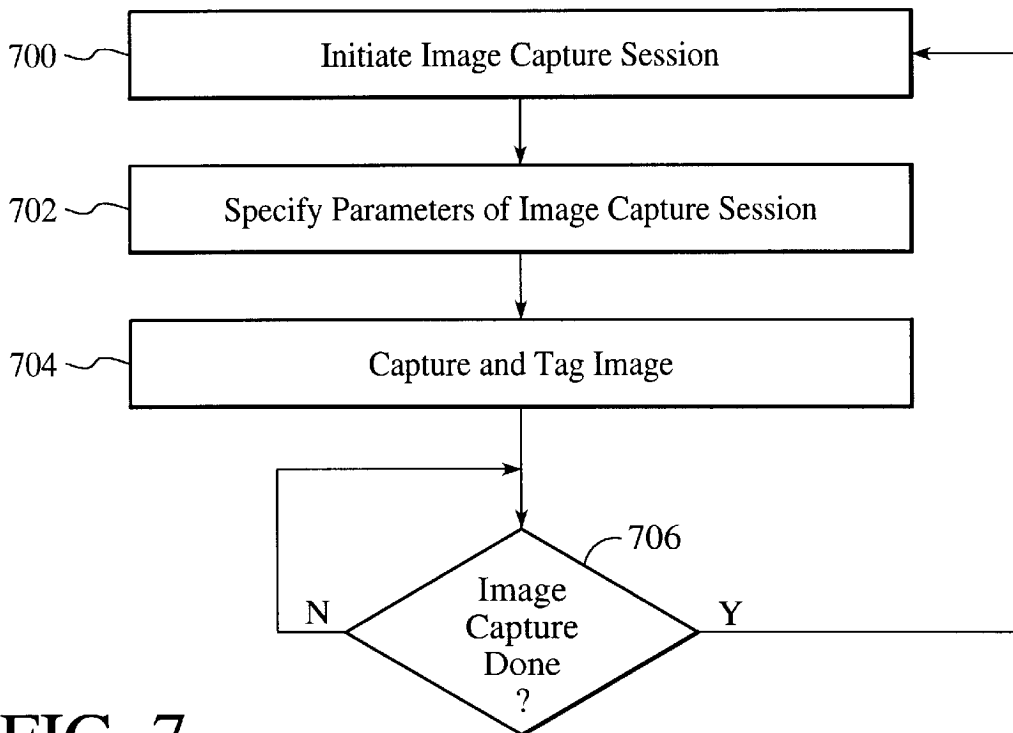 700
Initiate Image Capture Session
702
Specify Parameters of Image Capture Session
704
Capture and Tag Image
706
Image
Capture
Done
?
N
Y
FIG. 7